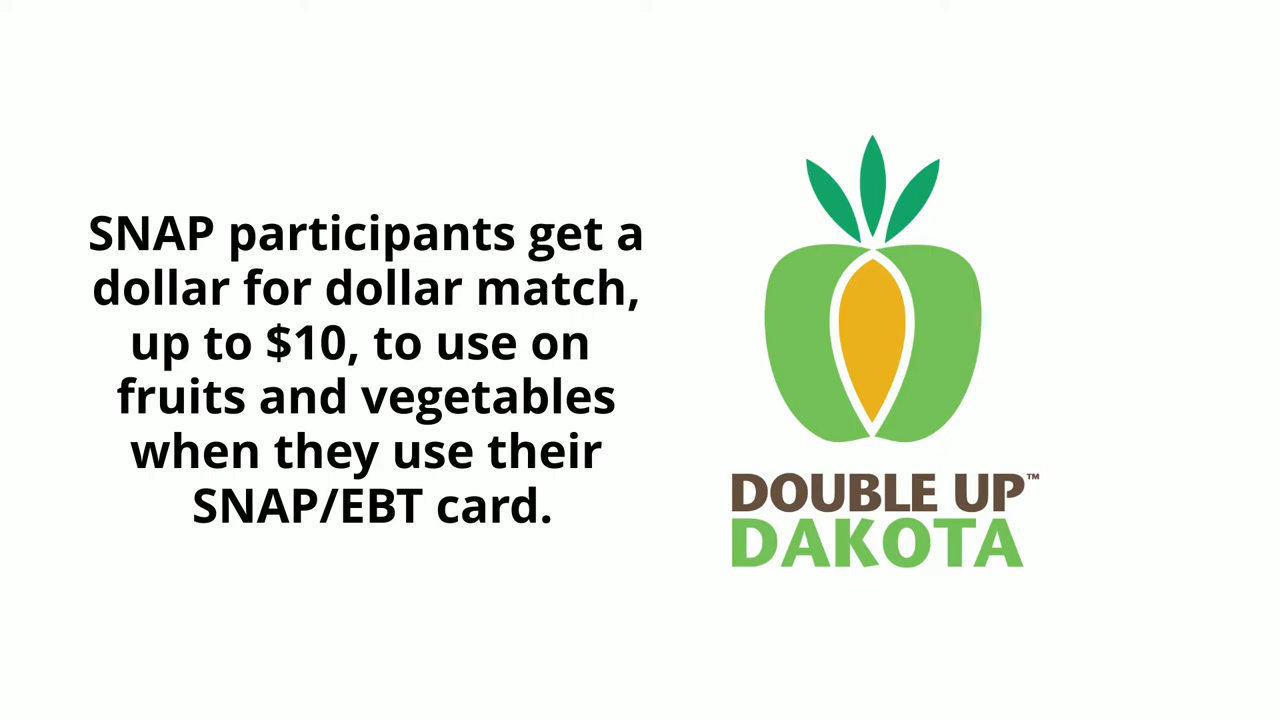 SNAP participants get a
dollar for dollar match,
up to $10, to use on
fruits and vegetables
when they use their
SNAP/EBT card.
DOUBLE UP™
DAKOTA